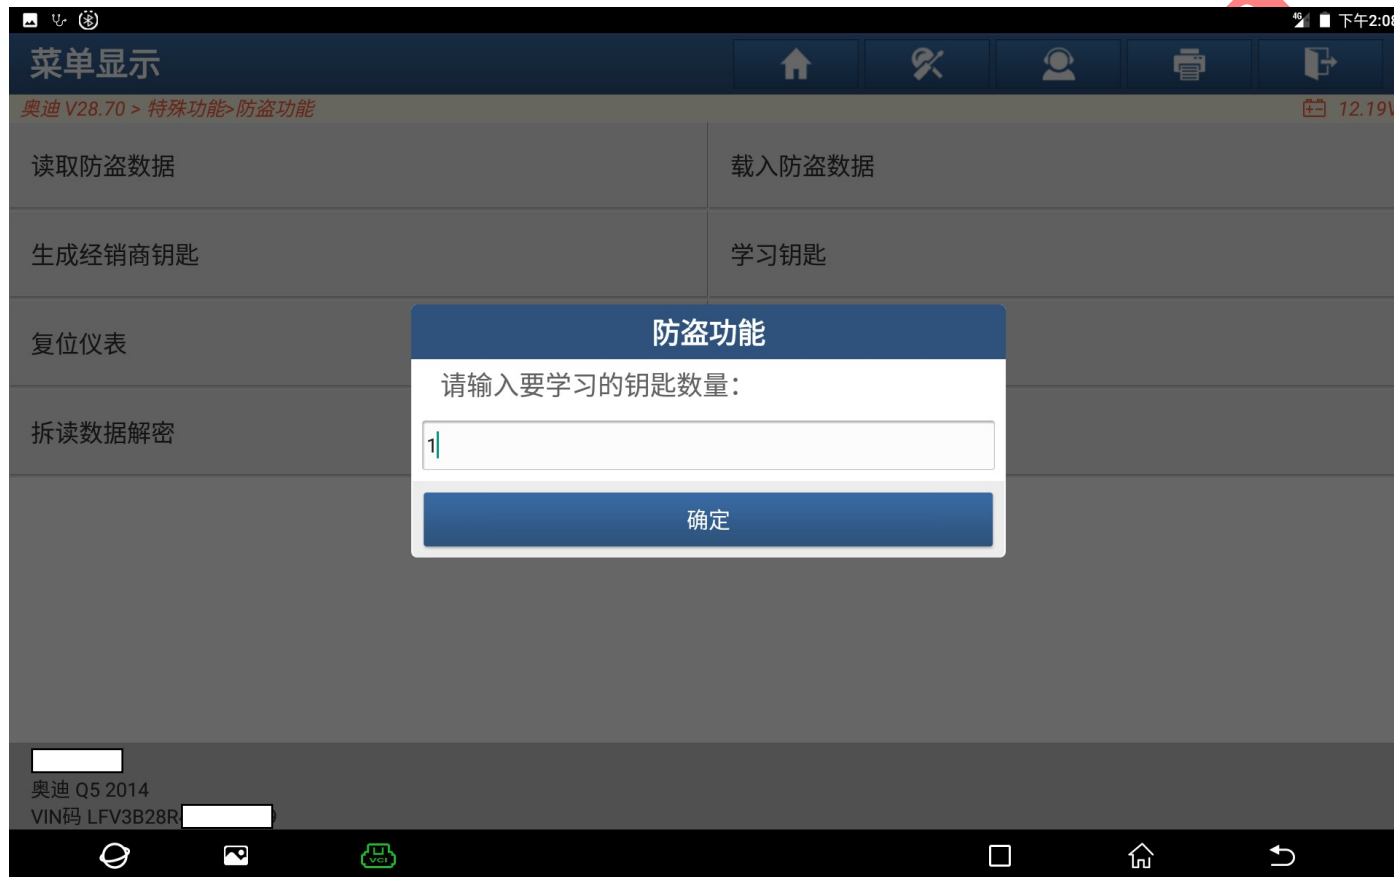 4G 下午2:08
菜单显示
奥迪 V28.70 > 特殊功能>防盗功能
12.19V
读取防盗数据
载入防盗数据
生成经销商钥匙
学习钥匙
复位仪表
拆读数据解密
防盗功能
请输入要学习的钥匙数量：
1
确定
奥迪 Q5 2014
VIN码 LFV3B28R
VCI